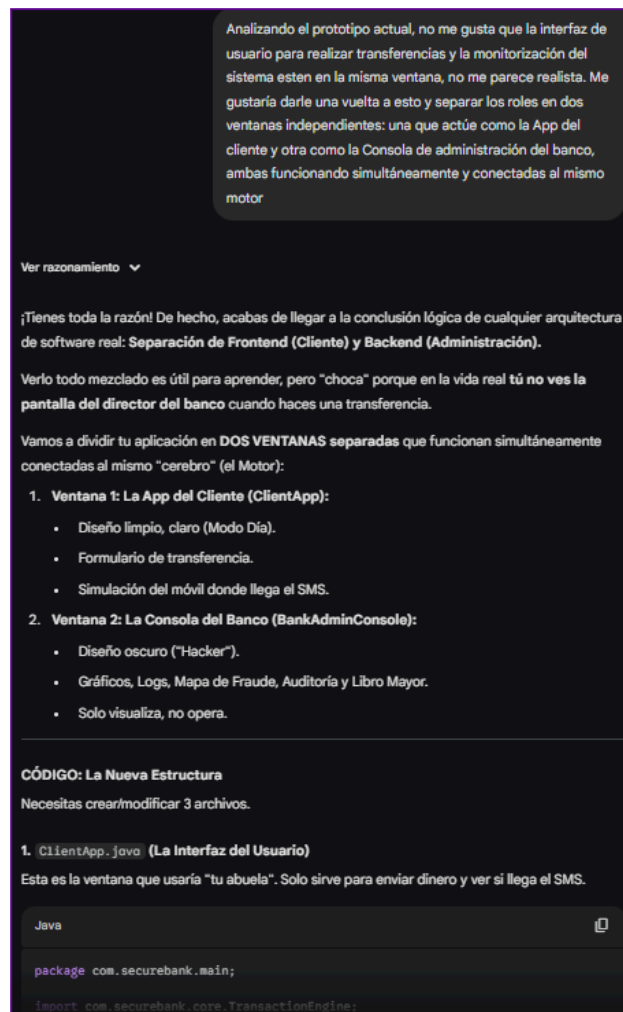 Analizando el prototipo actual, no me gusta que la interfaz de
usuario para realizar transferencias y la monitorización del
sistema esten en la misma ventana, no me parece realista. Me
gustaría darle una vuelta a esto y separar los roles en dos
ventanas independientes: una que actúe como la App del
cliente y otra como la Consola de administración del banco,
ambas funcionando simultáneamente y conectadas al mismo
motor
Ver razonamiento
¡Tienes toda la razón! De hecho, acabas de llegar a la conclusión lógica de cualquier arquitectura
de software real: Separación de Frontend (Cliente) y Backend (Administración).
Verlo todo mezclado es útil para aprender, pero "choca" porque en la vida real tú no ves la
pantalla del director del banco cuando haces una transferencia.
Vamos a dividir tu aplicación en DOS VENTANAS separadas que funcionan simultáneamente
conectadas al mismo "cerebro" (el Motor):
1. Ventana 1: La App del Cliente (ClientApp):
• Diseño limpio, claro (Modo Día).
• Formulario de transferencia.
• Simulación del móvil donde llega el SMS.
2. Ventana 2: La Consola del Banco (BankAdminConsole):
• Diseño oscuro ("Hacker").
• Gráficos, Logs, Mapa de Fraude, Auditoría y Libro Mayor.
• Solo visualiza, no opera.
CÓDIGO: La Nueva Estructura
Necesitas crear/modificar 3 archivos.
1. ClientApp.java (La Interfaz del Usuario)
Esta es la ventana que usaría "tu abuela". Solo sirve para enviar dinero y ver si llega el SMS.
Java
package com.securebank.main;
import com.securebank.core.TransactionEngine;